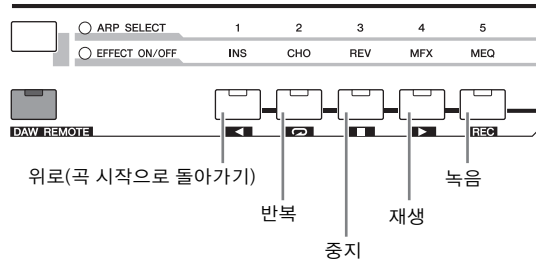 ARP SELECT 1 2 3 4 5
EFFECT ON/OFF INS CHO REV MFX MEQ
DAW REMOTE REC
위로(곡 시작으로 돌아가기)
녹음
반복
재생
중지